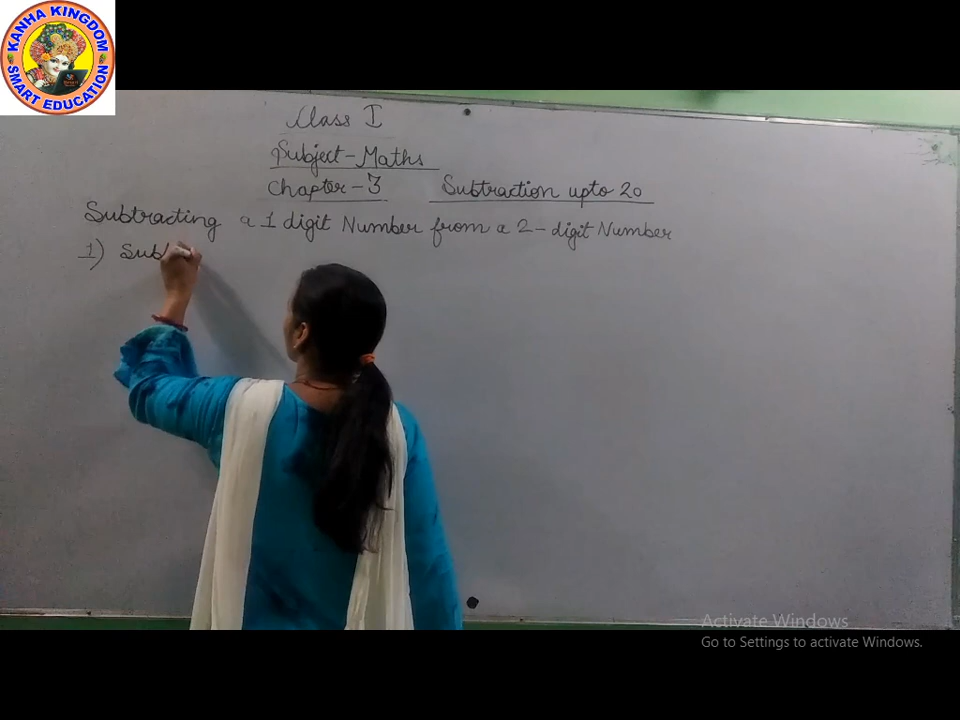 KANHA KINGDOM
SMART EDUCATION
Class I
Subject - Maths
Chapter - 3 Subtraction upto 20
Subtracting a 1 digit Number from a 2 - digit Number
1) Sub
Activate Windows
Go to Settings to activate Windows.